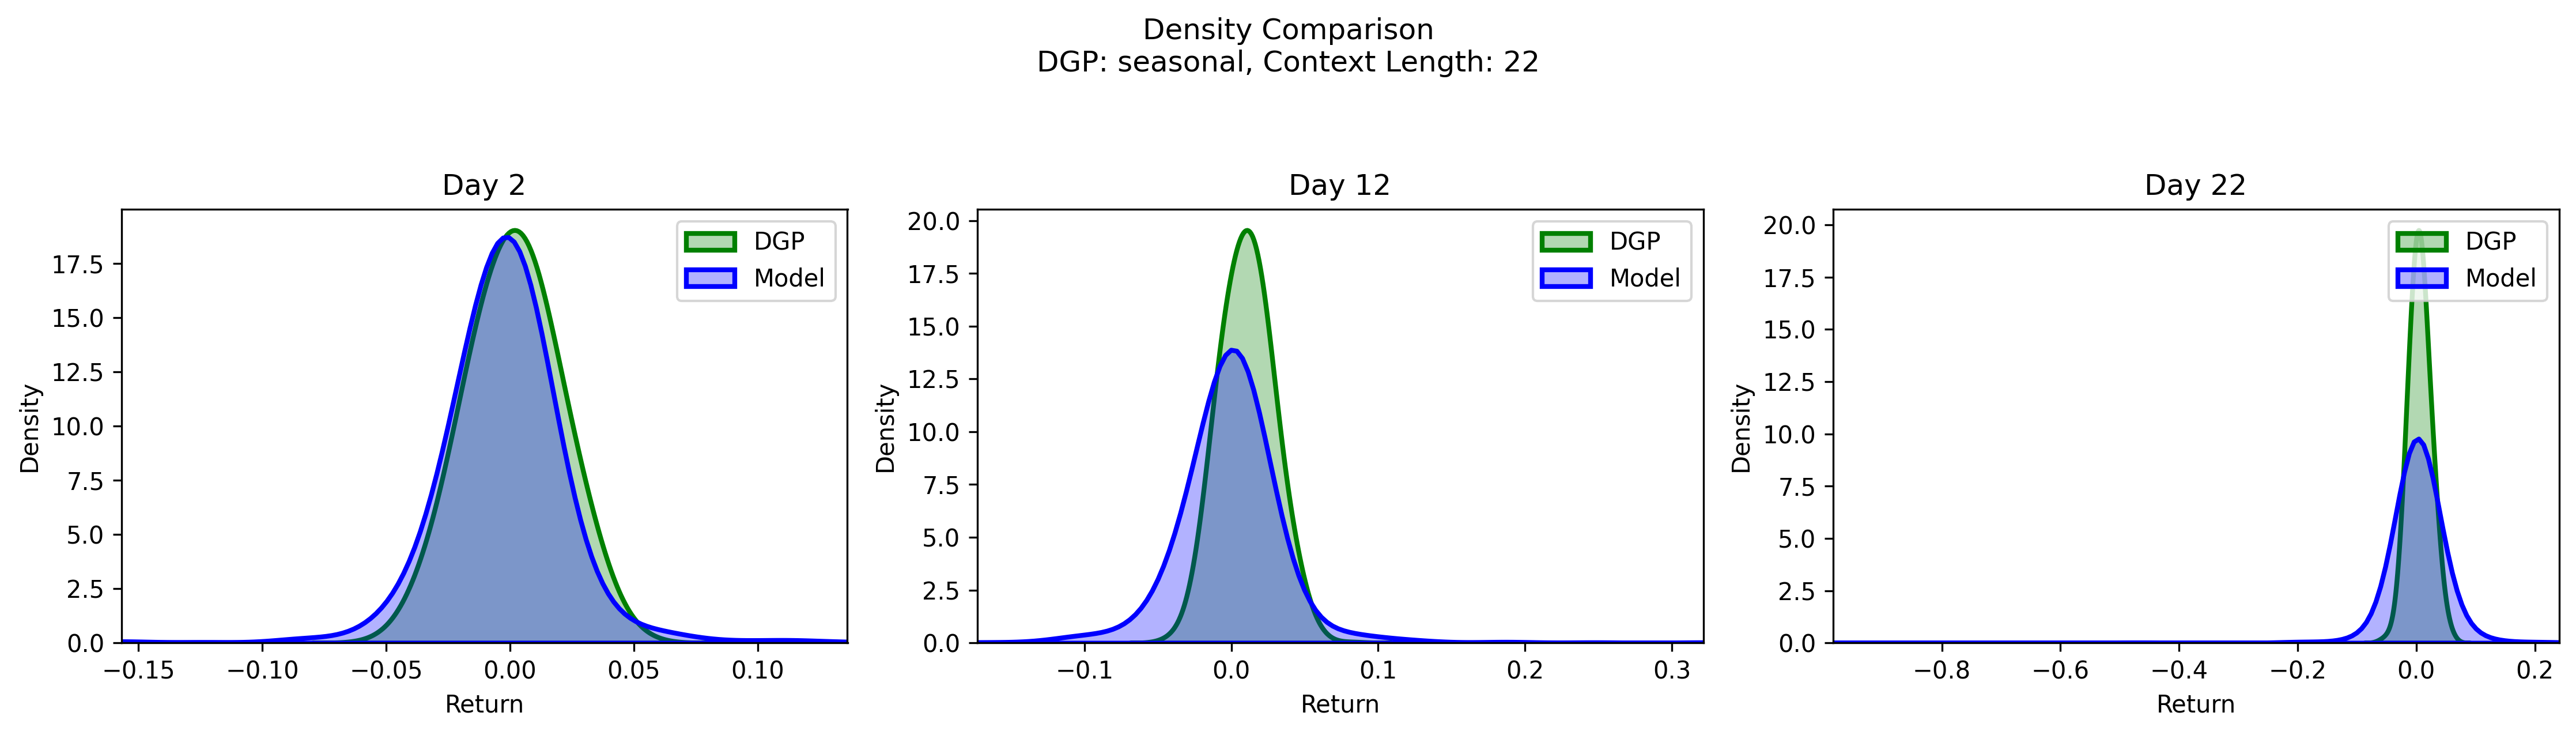 Density Comparison
DGP: seasonal, Context Length: 22
Day 2
Density
17.5
15.0
12.5
10.0
7.5
5.0
2.5
0.0
DGP
Model
−0.15 −0.10 −0.05 0.00 0.05 0.10
Return
Day 12
Density
20.0
17.5
15.0
12.5
10.0
7.5
5.0
2.5
0.0
DGP
Model
−0.1 0.0 0.1 0.2 0.3
Return
Day 22
Density
20.0
17.5
15.0
12.5
10.0
7.5
5.0
2.5
0.0
DGP
Model
−0.8 −0.6 −0.4 −0.2 0.0 0.2
Return